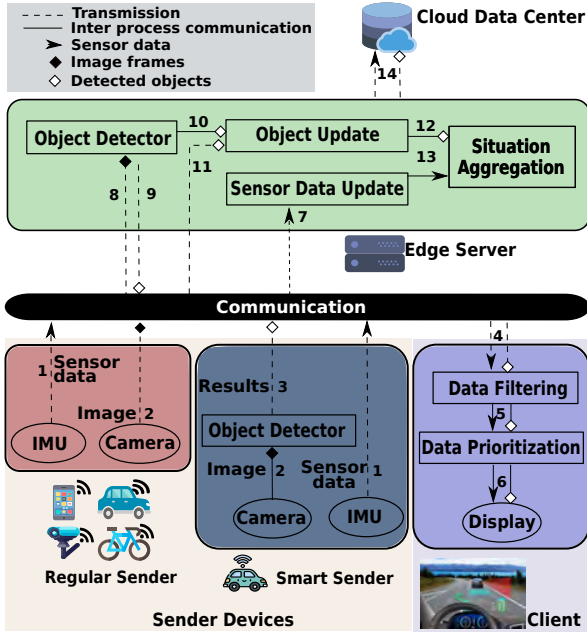 Transmission
Inter process communication
Sensor data
Image frames
Detected objects
Cloud Data Center
14
Object Detector
10
Object Update
12
Situation
Aggregation
11
13
8
9
Sensor Data Update
7
Edge Server
Communication
1
Sensor
data
Image
2
IMU
Camera
Regular Sender
Results
3
Object Detector
Image
2
Sensor
data
1
Camera
IMU
Smart Sender
Sender Devices
4
Data Filtering
5
Data Prioritization
6
Display
Client